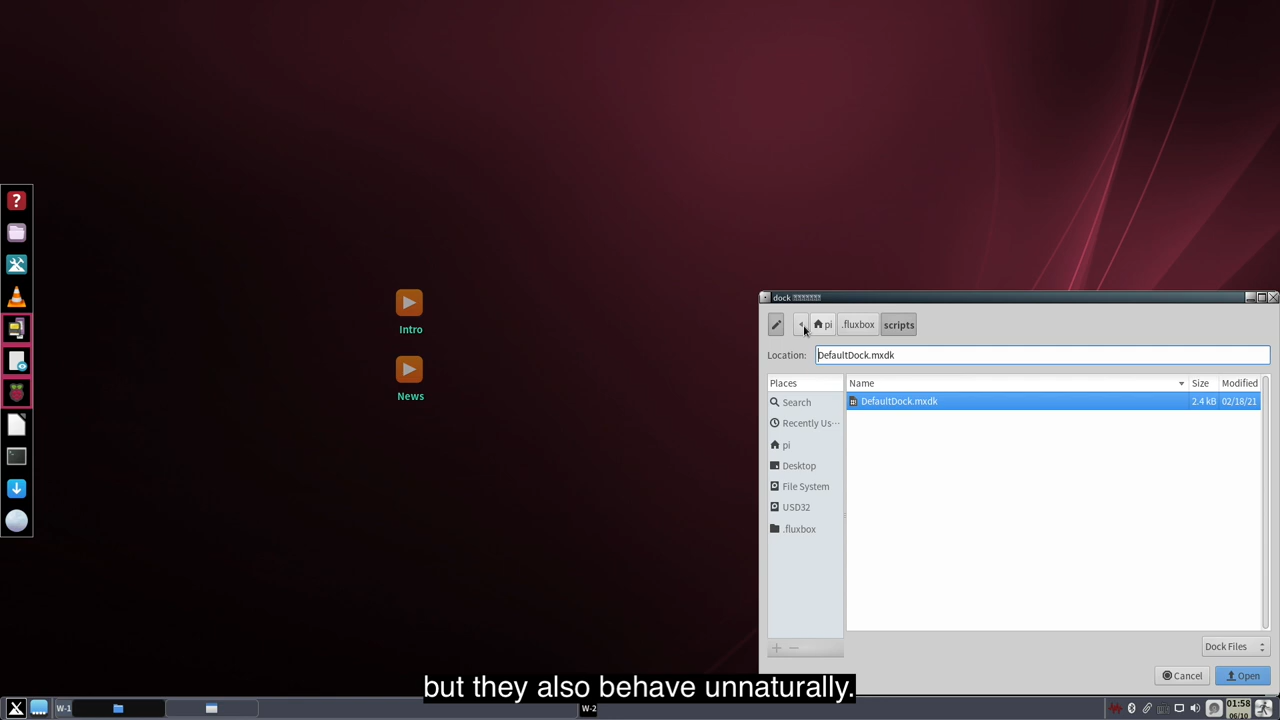 Intro
News
dock
pi
.fluxbox
scripts
Location:
DefaultDock.mxdk
Places
Name
Size
Modified
Search
DefaultDock.mxdk
2.4 kB
02/18/21
Recently Us···
pi
Desktop
File System
USD32
.fluxbox
Dock Files
Cancel
Open
but they also behave unnaturally.
W-1
W-2
01:58